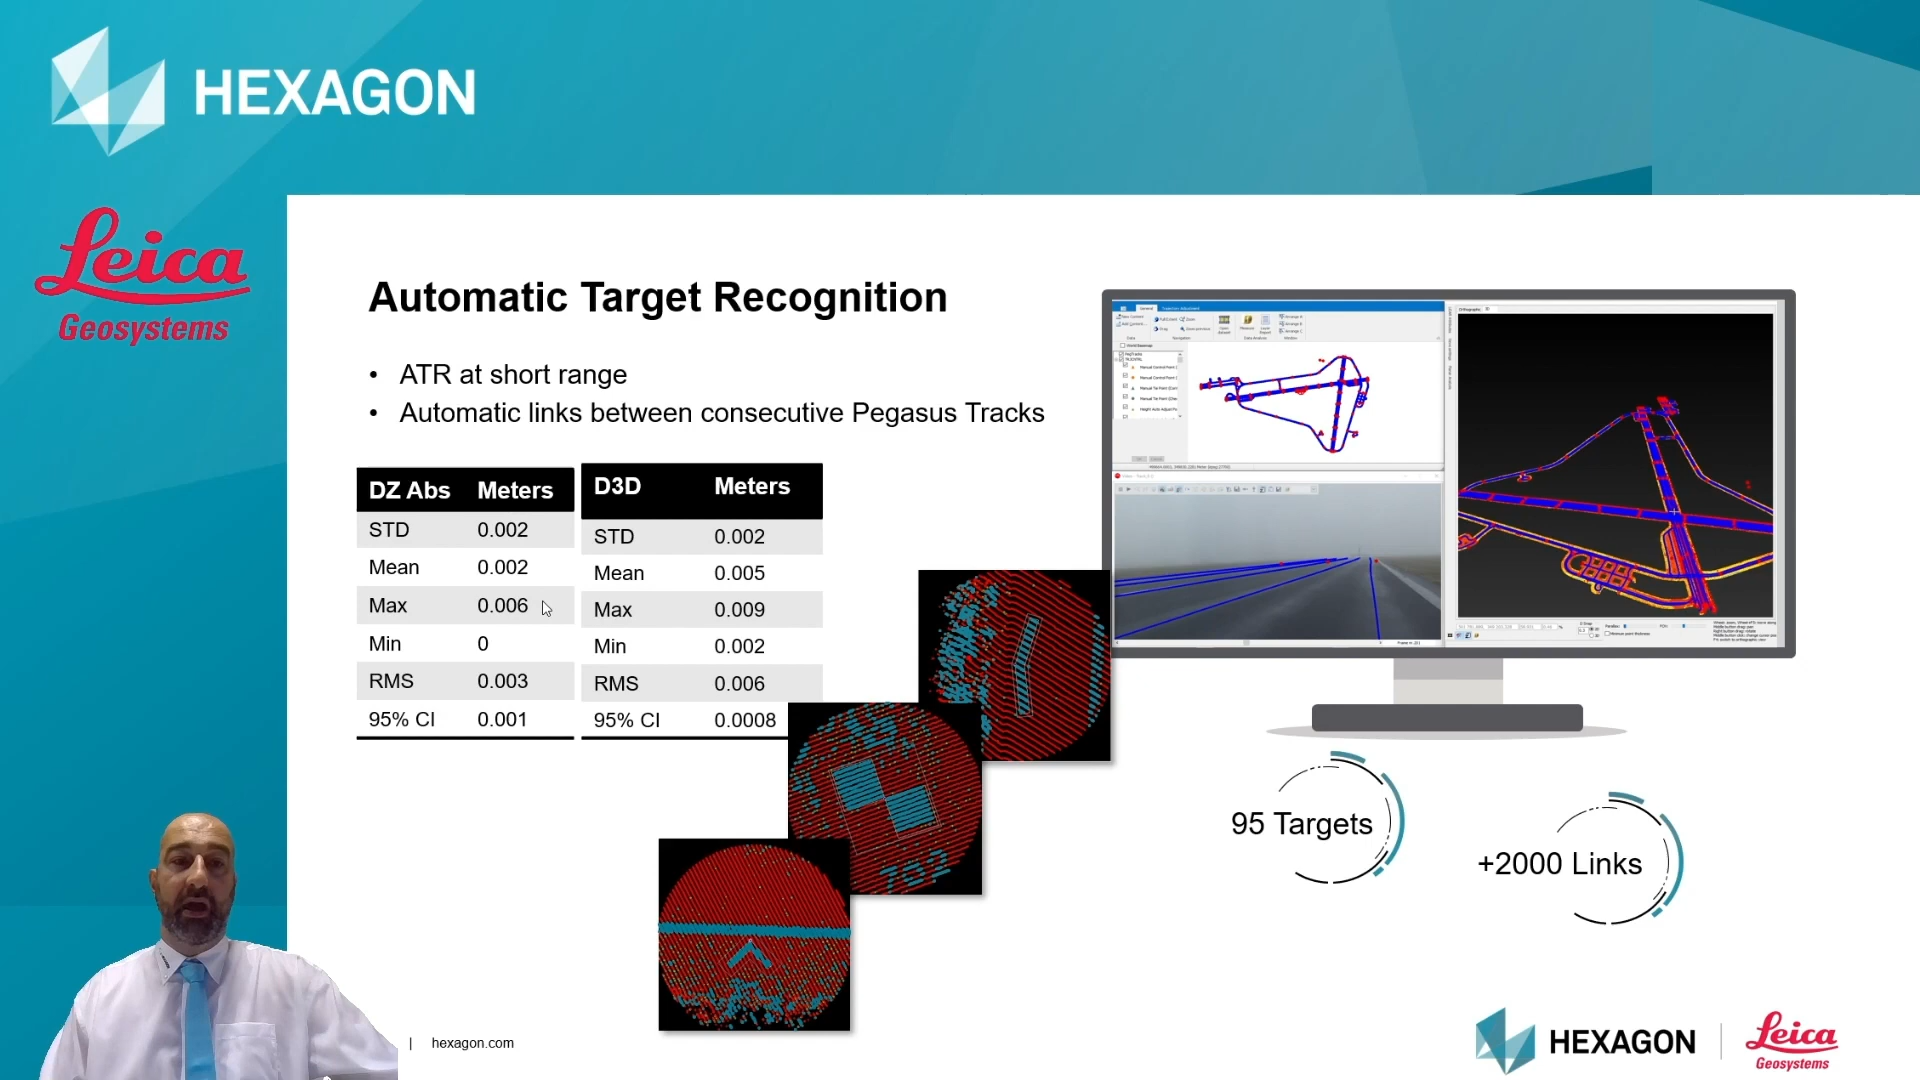 HEXAGON
Leica
Geosystems
Automatic Target Recognition
• ATR at short range
• Automatic links between consecutive Pegasus Tracks
DZ Abs Meters
STD 0.002
Mean 0.002
Max 0.006
Min 0
RMS 0.003
95% CI 0.001
D3D Meters
STD 0.002
Mean 0.005
Max 0.009
Min 0.002
RMS 0.006
95% CI 0.0008
95 Targets
+2000 Links
| hexagon.com
HEXAGON
Leica
Geosystems